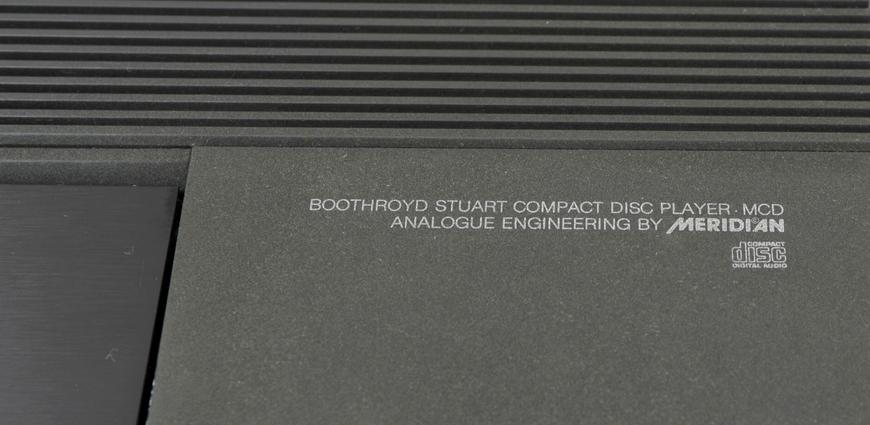 BOOTHROYD STUART COMPACT DISC PLAYER · MCD
ANALOGUE ENGINEERING BY MERIDIAN
COMPACT
disc
DIGITAL AUDIO